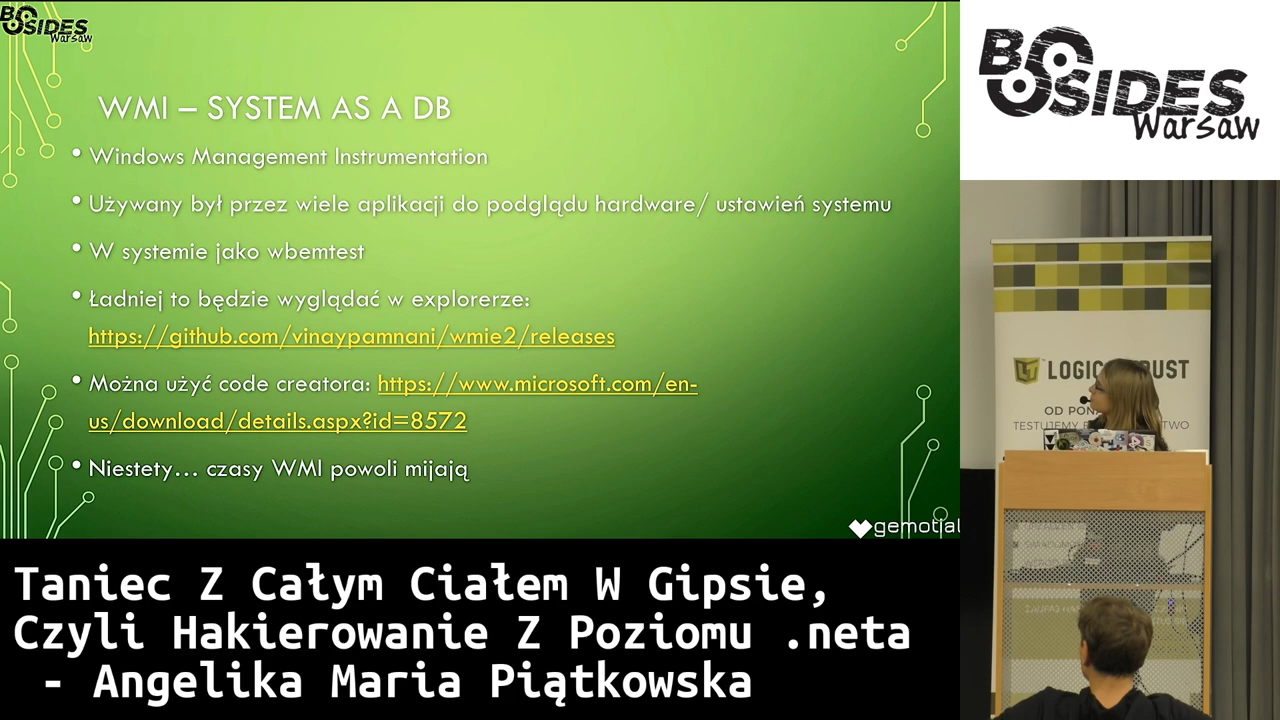 BSIDES
Warsaw
WMI – SYSTEM AS A DB
• Windows Management Instrumentation
• Używany był przez wiele aplikacji do podglądu hardware/ ustawień systemu
• W systemie jako wbemtest
• Ładniej to będzie wyglądać w explorerze:
https://github.com/vinaypamnani/wmie2/releases
• Można użyć code creatora: https://www.microsoft.com/en-
us/download/details.aspx?id=8572
• Niestety... czasy WMI powoli mijają
gemotial
BSIDES
Warsaw
LOGIC
UST
OD PON
TESTUJEMY
TWO
Taniec Z Całym Ciałem W Gipsie,
Czyli Hakierowanie Z Poziomu .neta
- Angelika Maria Piątkowska